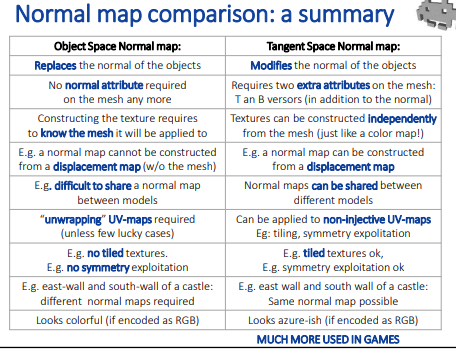 Normal map comparison: a summary
Object Space Normal map:
Tangent Space Normal map:
Replaces the normal of the objects
Modifies the normal of the objects
No normal attribute required
on the mesh any more
Requires two extra attributes on the mesh:
T an B versors (in addition to the normal)
Constructing the texture requires
to know the mesh it will be applied to
Textures can be constructed independently
from the mesh (just like a color map!)
E.g. a normal map cannot be constructed
from a displacement map (w/o the mesh)
E.g. a normal map can be constructed
from a displacement map
E.g. difficult to share a normal map
between models
Normal maps can be shared between
different models
"unwrapping" UV-maps required
(unless few lucky cases)
Can be applied to non-injective UV-maps
Eg: tiling, symmetry expolitation
E.g. no tiled textures.
E.g. no symmetry exploitation
E.g. tiled textures ok,
E.g. symmetry exploitation ok
E.g. east-wall and south-wall of a castle:
different normal maps required
E.g. east wall and south wall of a castle:
Same normal map possible
Looks colorful (if encoded as RGB)
Looks azure-ish (if encoded as RGB)
MUCH MORE USED IN GAMES